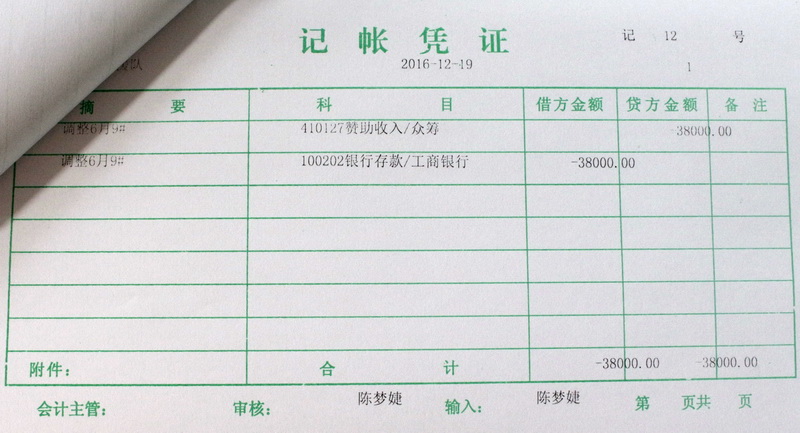 记帐凭证
记 12 号
队 2016-12-19 1
摘要 科目 借方金额 贷方金额 备注
调整6月9# 410127赞助收入/众筹 38000.00
调整6月9# 100202银行存款/工商银行 -38000.00
附件： 合计 -38000.00 -38000.00
会计主管： 审核： 陈梦婕 输入： 陈梦婕 第 页共 页